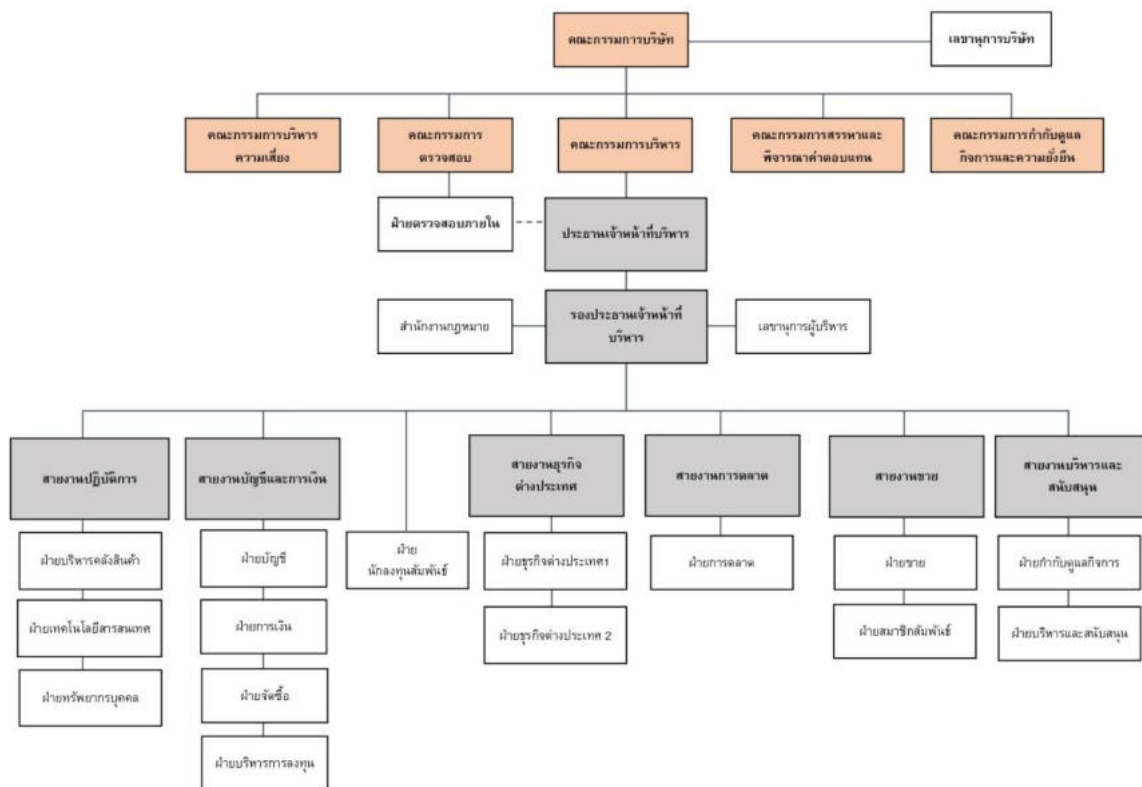 คณะกรรมการบริษัท
เลขานุการบริษัท
คณะกรรมการบริหาร
ความเสี่ยง
คณะกรรมการ
ตรวจสอบ
คณะกรรมการบริหาร
คณะกรรมการสรรหาและ
พิจารณาค่าตอบแทน
คณะกรรมการกำกับดูแล
กิจการและความยั่งยืน
ฝ่ายตรวจสอบภายใน
ประธานเจ้าหน้าที่บริหาร
สำนักงานกฎหมาย
รองประธานเจ้าหน้าที่
บริหาร
เลขานุการผู้บริหาร
สายงานปฏิบัติการ
สายงานบัญชีและการเงิน
สายงานธุรกิจ
ต่างประเทศ
สายงานการตลาด
สายงานขาย
สายงานบริหารและ
สนับสนุน
ฝ่ายบริหารคลังสินค้า
ฝ่ายบัญชี
ฝ่าย
นักลงทุนสัมพันธ์
ฝ่ายธุรกิจต่างประเทศ1
ฝ่ายการตลาด
ฝ่ายขาย
ฝ่ายกำกับดูแลกิจการ
ฝ่ายเทคโนโลยีสารสนเทศ
ฝ่ายการเงิน
ฝ่ายธุรกิจต่างประเทศ 2
ฝ่ายสมาชิกสัมพันธ์
ฝ่ายบริหารและสนับสนุน
ฝ่ายทรัพยากรบุคคล
ฝ่ายจัดซื้อ
ฝ่ายบริหารการลงทุน